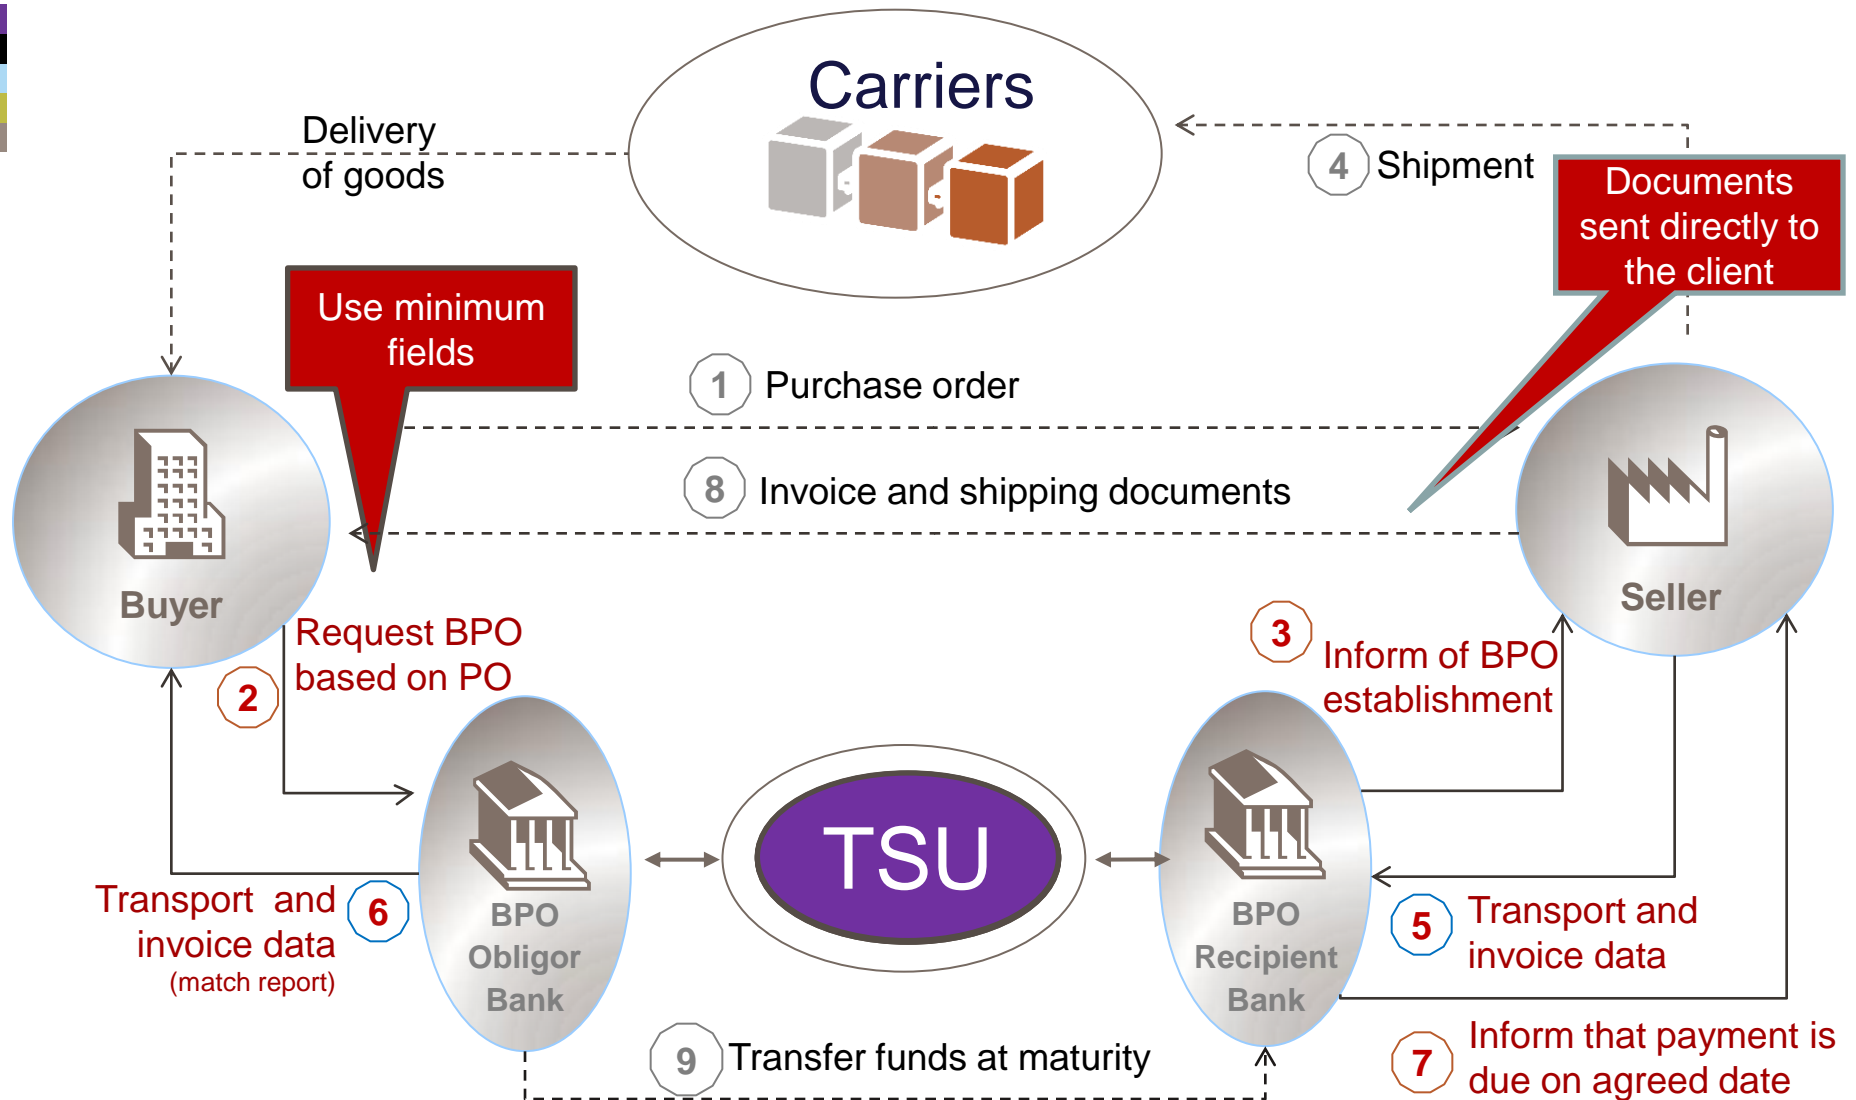 Carriers
Delivery
of goods
4 Shipment
Documents
sent directly to
the client
Use minimum
fields
1 Purchase order
8 Invoice and shipping documents
Buyer
Seller
Request BPO
based on PO
2
3
Inform of BPO
establishment
TSU
Transport and
invoice data
(match report)
6
BPO
Obligor
Bank
BPO
Recipient
Bank
5
Transport and
invoice data
9 Transfer funds at maturity
7
Inform that payment is
due on agreed date